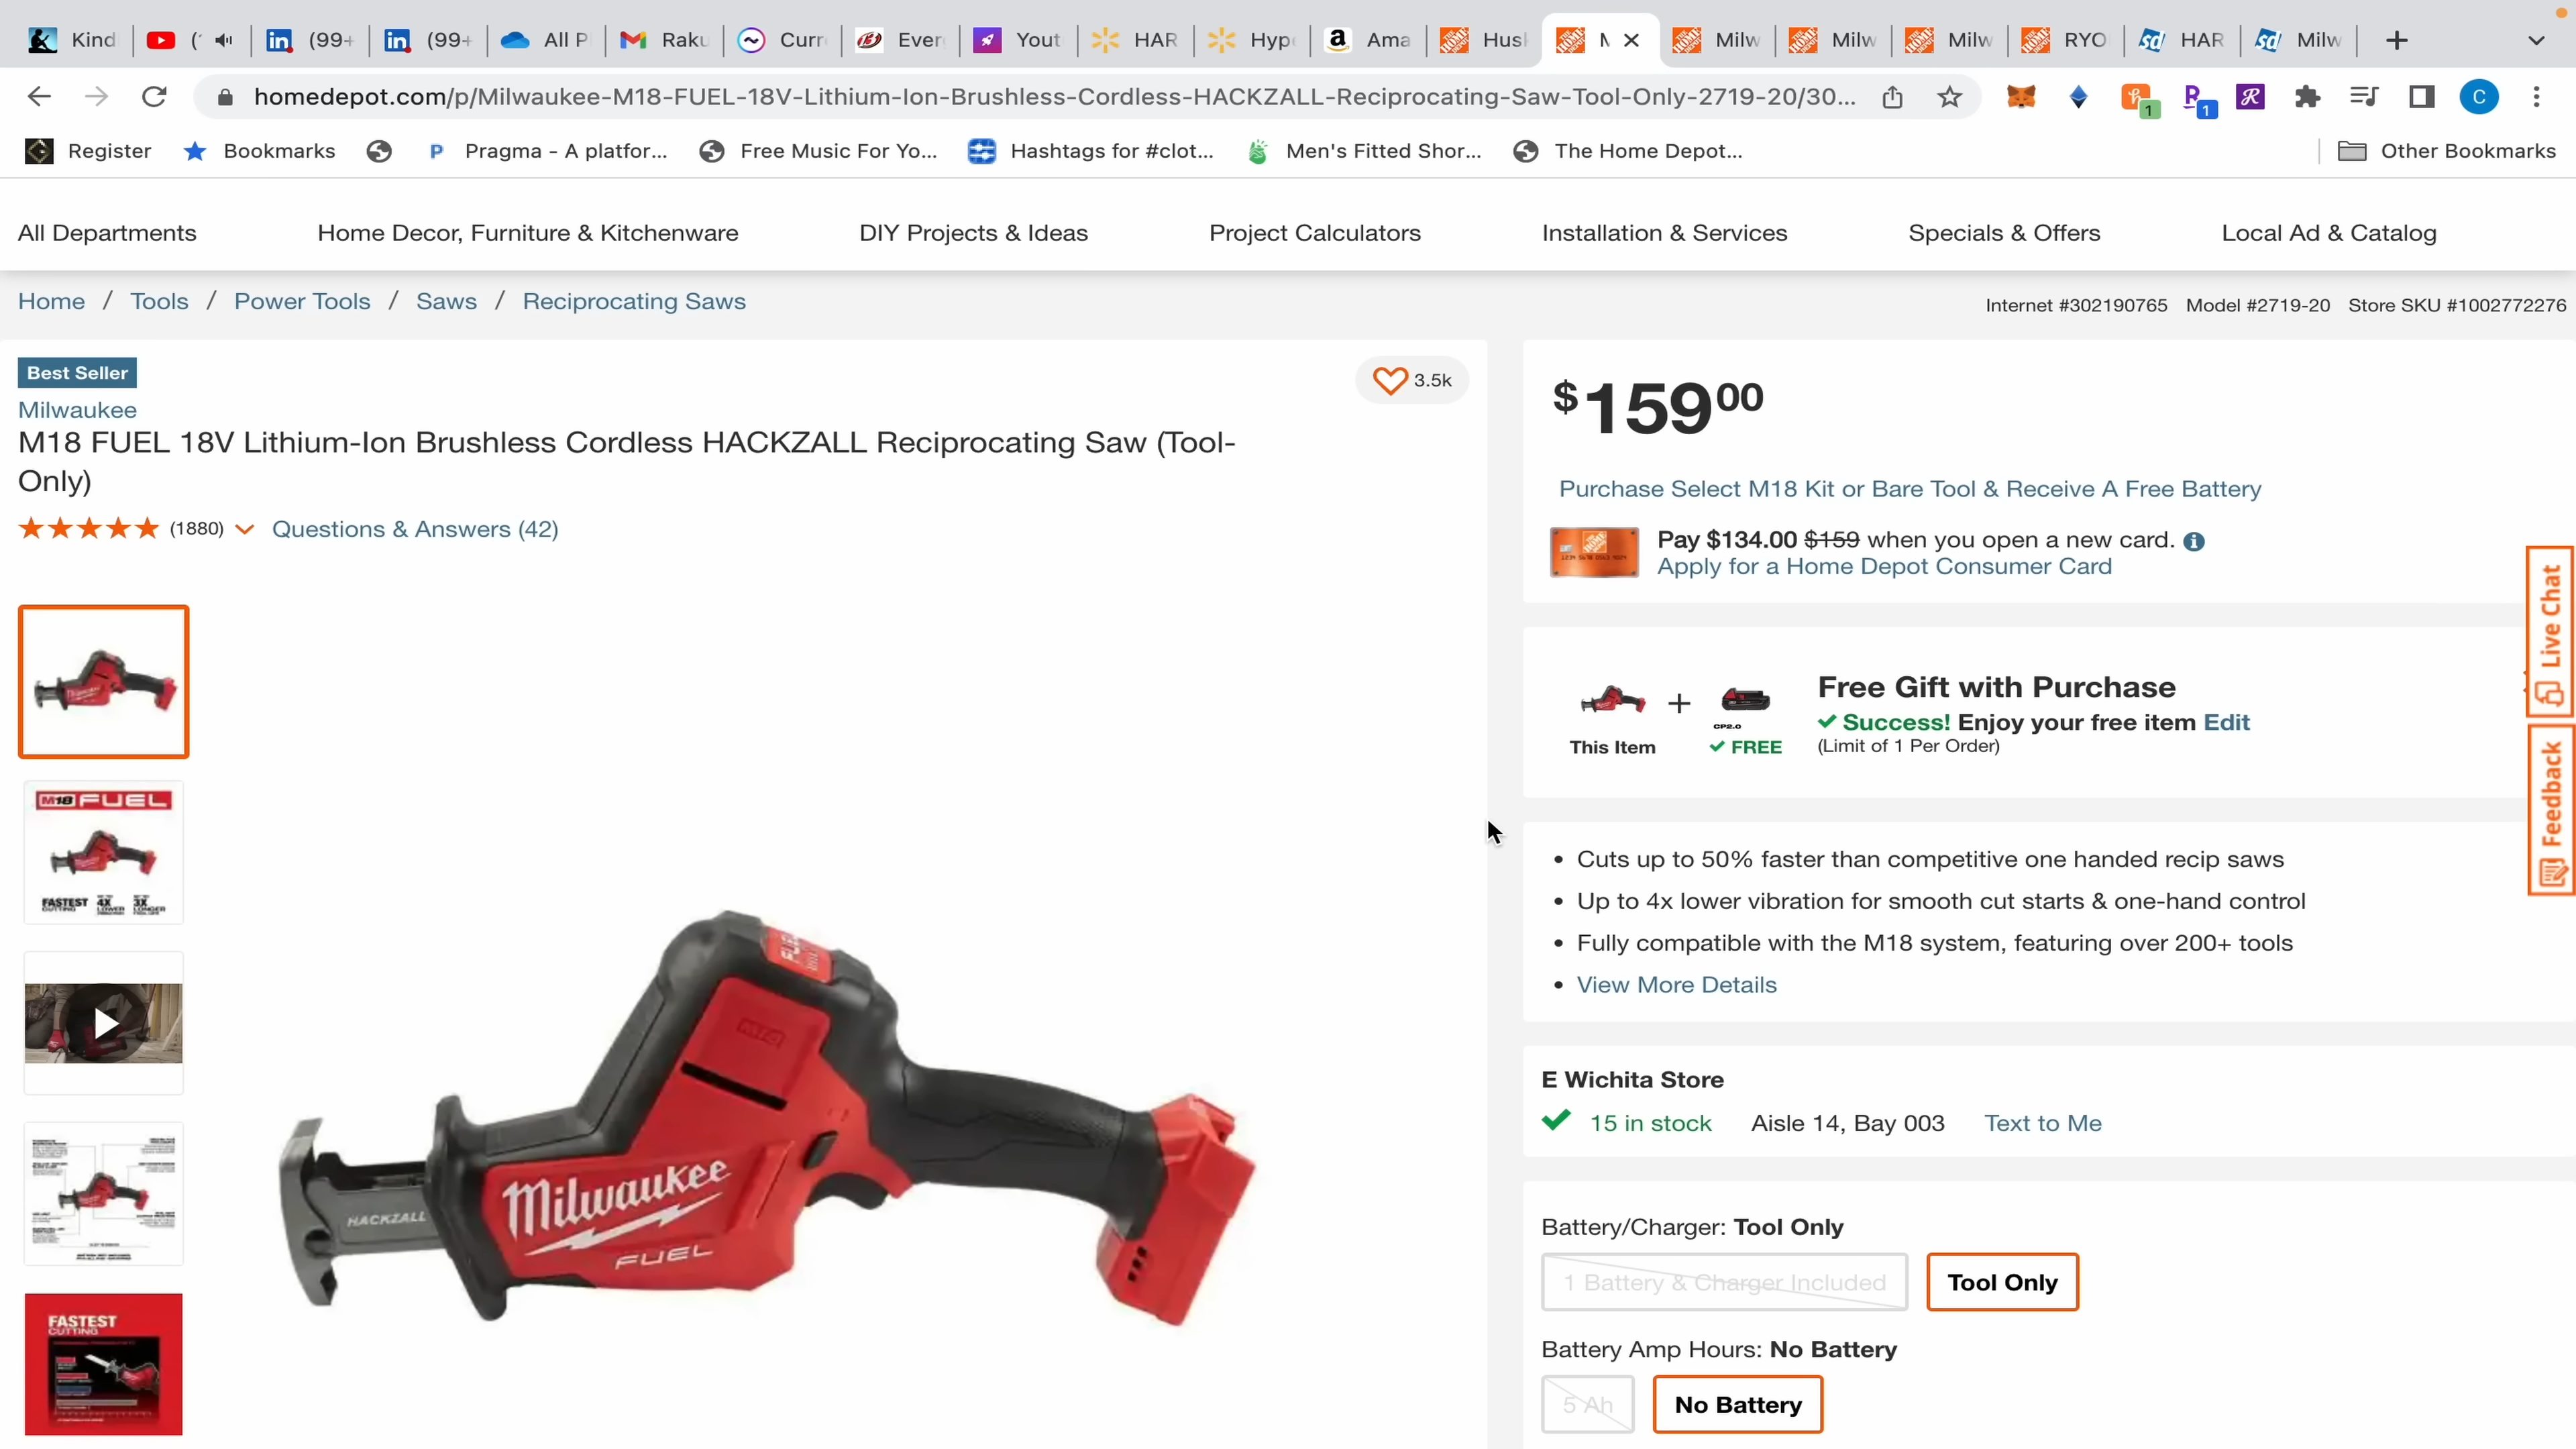 Kind
(99+
(99+
All P
Raku
Curr
Ever
Yout
HAR
Hype
Ama
Husk
Milw
Milw
Milw
RYO
HAR
Milw
homedepot.com/p/Milwaukee-M18-FUEL-18V-Lithium-Ion-Brushless-Cordless-HACKZALL-Reciprocating-Saw-Tool-Only-2719-20/30...
1
1
C
Register
Bookmarks
Pragma - A platfor...
Free Music For Yo...
Hashtags for #clot...
Men's Fitted Shor...
The Home Depot...
Other Bookmarks
All Departments
Home Decor, Furniture & Kitchenware
DIY Projects & Ideas
Project Calculators
Installation & Services
Specials & Offers
Local Ad & Catalog
Home / Tools / Power Tools / Saws / Reciprocating Saws
Internet #302190765 Model #2719-20 Store SKU #1002772276
Best Seller
3.5k
Milwaukee
M18 FUEL 18V Lithium-Ion Brushless Cordless HACKZALL Reciprocating Saw (Tool-
Only)
(1880)
Questions & Answers (42)
M18 FUEL
FASTEST CUTTING
4X LOWER
3X LONGER
FASTEST
CUTTING
Milwaukee
FUEL
HACKZALL
$159 00
Purchase Select M18 Kit or Bare Tool & Receive A Free Battery
Pay $134.00 $159 when you open a new card.
Apply for a Home Depot Consumer Card
This Item
+
CP2.0
FREE
Free Gift with Purchase
Success! Enjoy your free item Edit
(Limit of 1 Per Order)
• Cuts up to 50% faster than competitive one handed recip saws
• Up to 4x lower vibration for smooth cut starts & one-hand control
• Fully compatible with the M18 system, featuring over 200+ tools
• View More Details
E Wichita Store
15 in stock
Aisle 14, Bay 003
Text to Me
Battery/Charger: Tool Only
1 Battery & Charger Included
Tool Only
Battery Amp Hours: No Battery
5 Ah
No Battery
Live Chat
Feedback